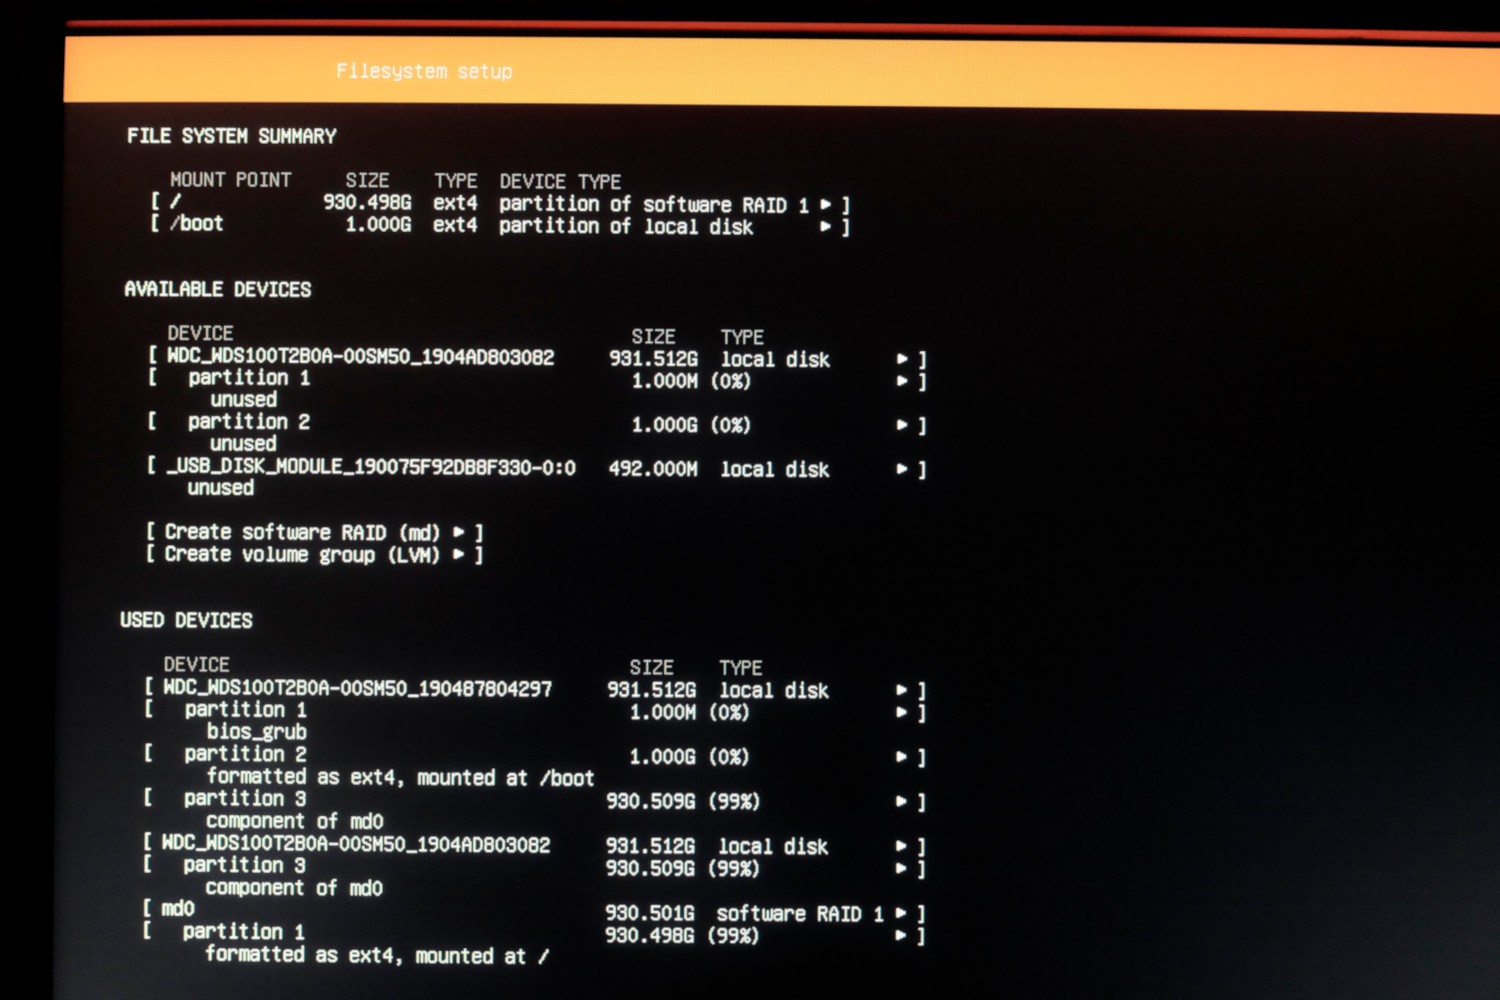 Filesystem setup
FILE SYSTEM SUMMARY
MOUNT POINT SIZE TYPE DEVICE TYPE
[ / 930.498G ext4 partition of software RAID 1 ▸ ]
[ /boot 1.000G ext4 partition of local disk ▸ ]
AVAILABLE DEVICES
DEVICE SIZE TYPE
[ WDC_WDS100T2B0A-00SM50_1904AD803082 931.512G local disk ▸ ]
[ partition 1 1.000M (0%) ▸ ]
unused
[ partition 2 1.000G (0%) ▸ ]
unused
[ _USB_DISK_MODULE_190075F92DB8F330-0:0 492.000M local disk ▸ ]
unused
[ Create software RAID (md) ▸ ]
[ Create volume group (LVM) ▸ ]
USED DEVICES
DEVICE SIZE TYPE
[ WDC_WDS100T2B0A-00SM50_190487804297 931.512G local disk ▸ ]
[ partition 1 1.000M (0%) ▸ ]
bios_grub
[ partition 2 1.000G (0%) ▸ ]
formatted as ext4, mounted at /boot
[ partition 3 930.509G (99%) ▸ ]
component of md0
[ WDC_WDS100T2B0A-00SM50_1904AD803082 931.512G local disk ▸ ]
[ partition 3 930.509G (99%) ▸ ]
component of md0
[ md0 930.501G software RAID 1 ▸ ]
[ partition 1 930.498G (99%) ▸ ]
formatted as ext4, mounted at /